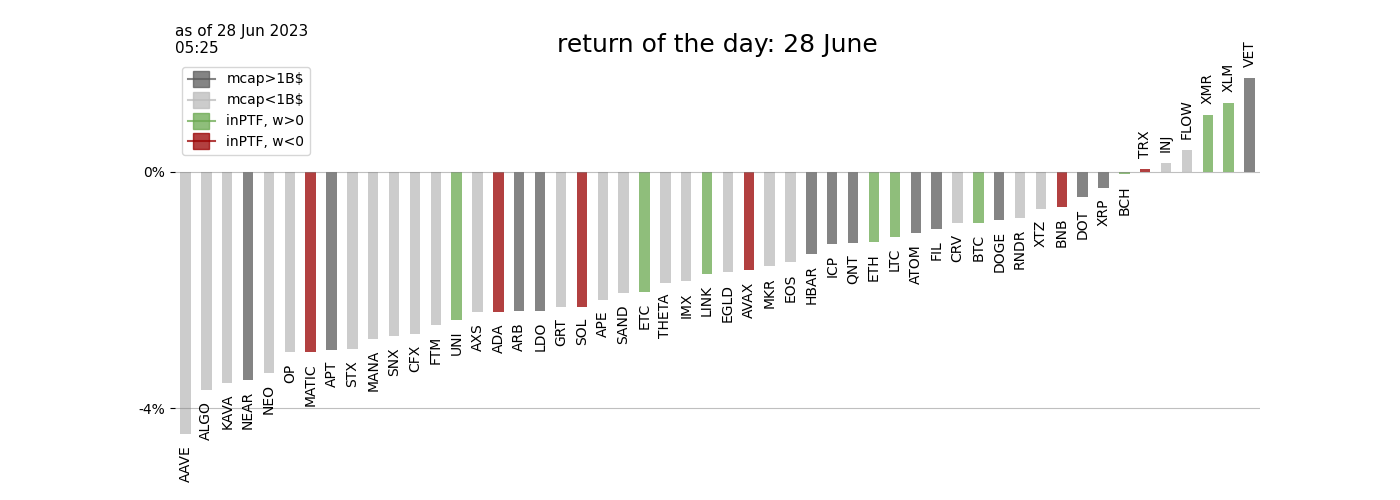 as of 28 Jun 2023
05:25
return of the day: 28 June
mcap>1B$
mcap<1B$
inPTF, w>0
inPTF, w<0
0%
-4%
AAVE
ALGO
KAVA
NEAR
NEO
OP
MATIC
APT
STX
MANA
SNX
CFX
FTM
UNI
AXS
ADA
ARB
LDO
GRT
SOL
APE
SAND
ETC
THETA
IMX
LINK
EGLD
AVAX
MKR
EOS
HBAR
ICP
QNT
ETH
LTC
ATOM
FIL
CRV
BTC
DOGE
RNDR
XTZ
BNB
DOT
XRP
BCH
TRX
INJ
FLOW
XMR
XLM
VET